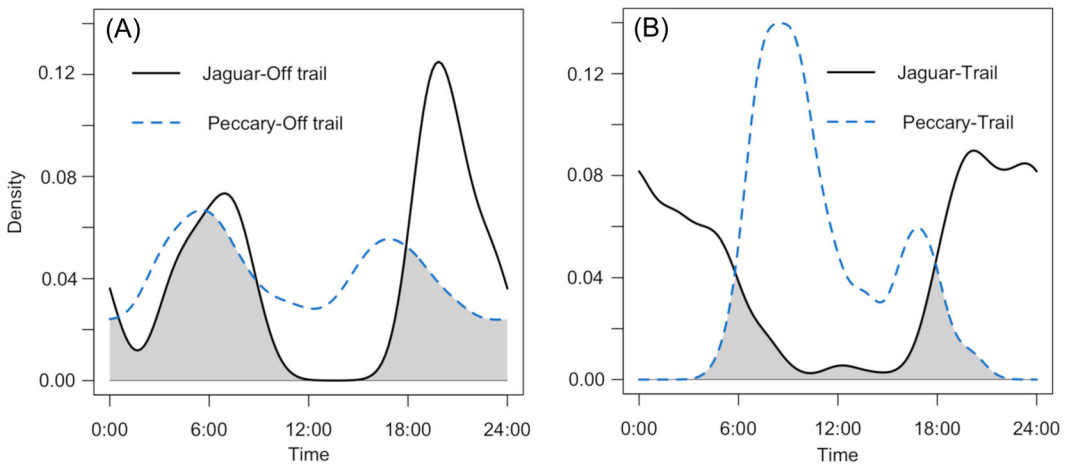 (A)
Jaguar-Off trail
Peccary-Off trail
Density
0.12
0.08
0.04
0.00
0:00 6:00 12:00 18:00 24:00
Time
(B)
Jaguar-Trail
Peccary-Trail
0.12
0.08
0.04
0.00
0:00 6:00 12:00 18:00 24:00
Time